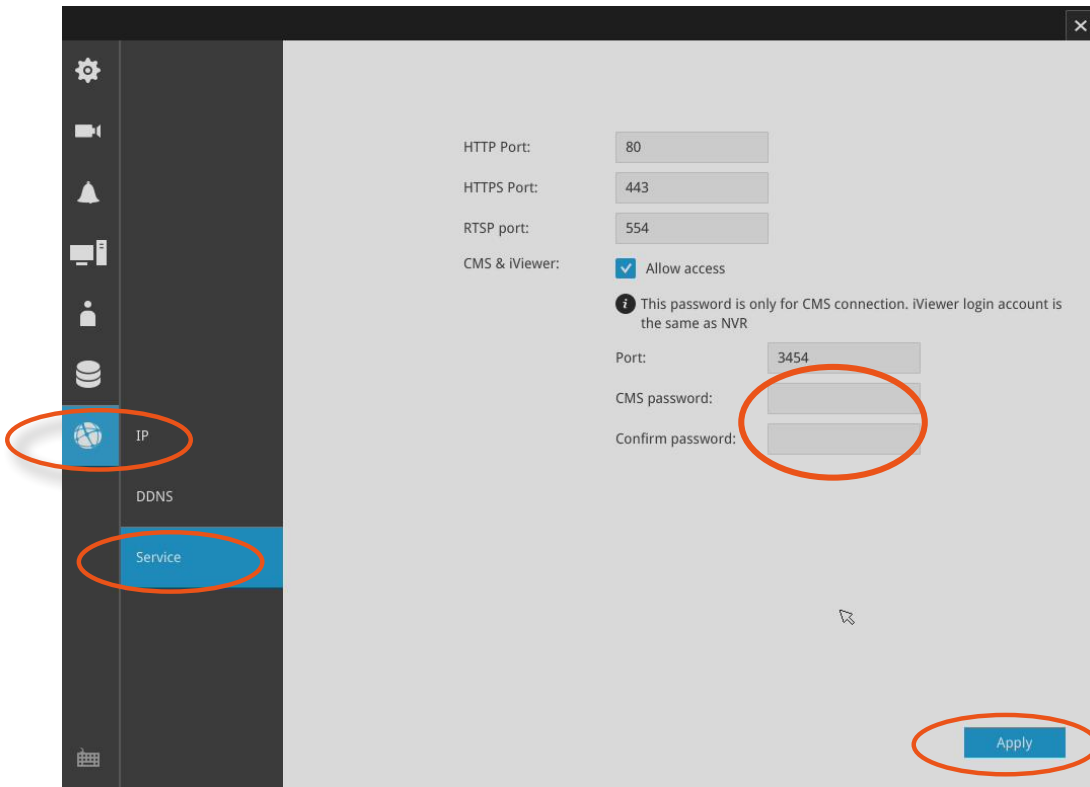 HTTP Port: 80
HTTPS Port: 443
RTSP port: 554
CMS & iViewer: Allow access
This password is only for CMS connection. iViewer login account is
the same as NVR
Port: 3454
CMS password:
Confirm password:
IP
DDNS
Service
Apply